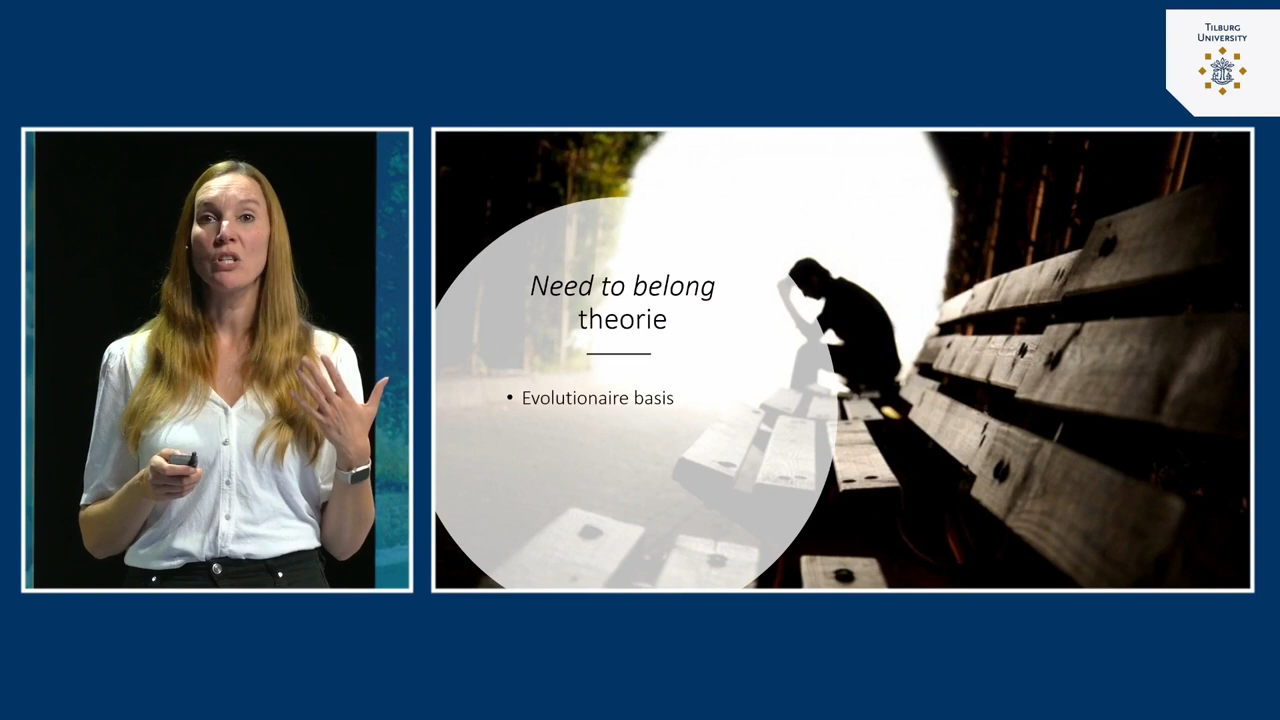 TILBURG
UNIVERSITY
Need to belong
theorie
• Evolutionaire basis